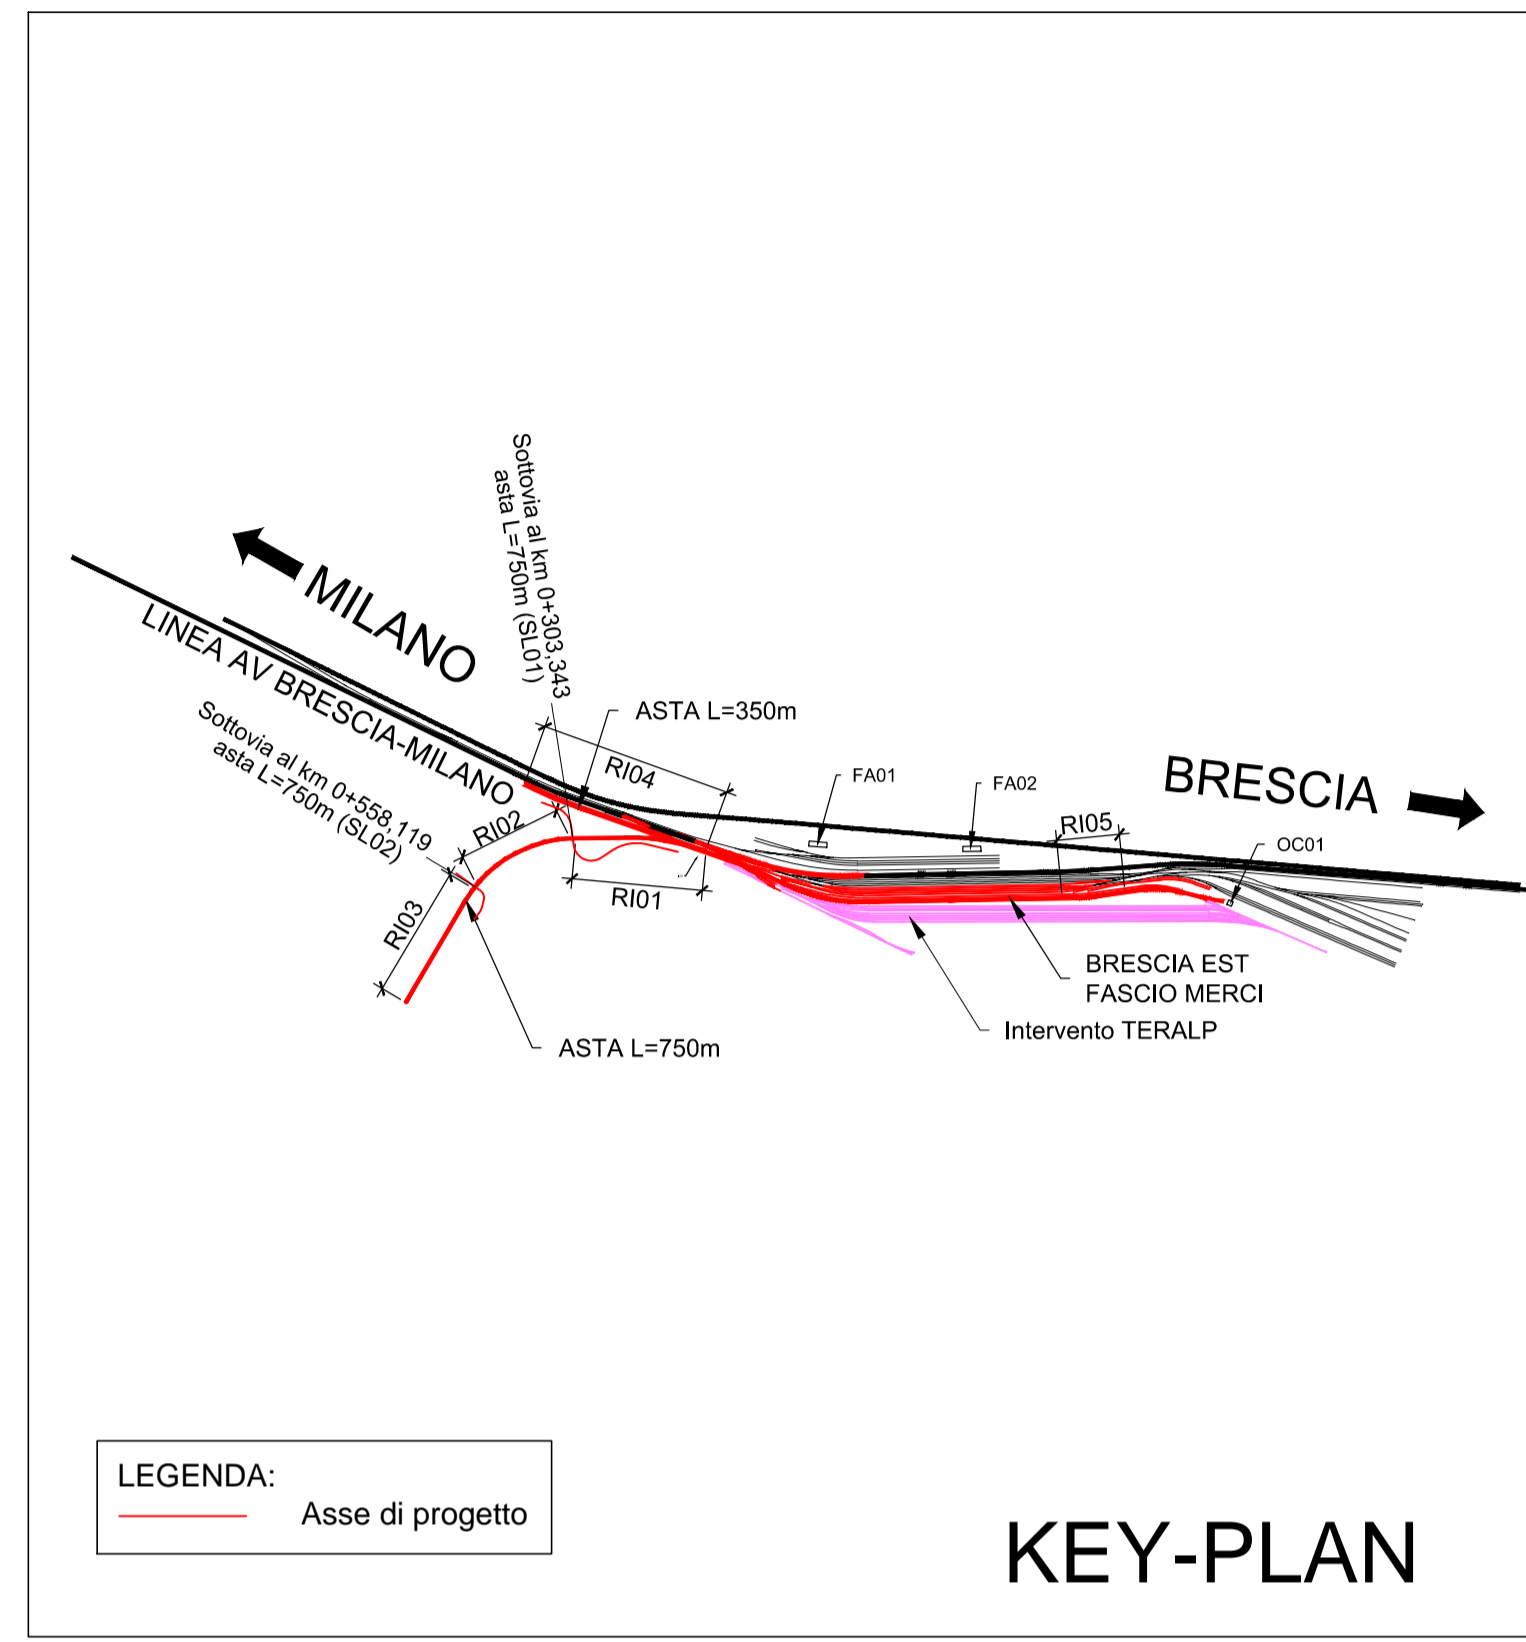 Sottovia al km 0+303,343
asta L=750m (SL01)
MILANO
LINEA AV BRESCIA-MILANO
Sottovia al km 0+558,119
asta L=750m (SL02)
ASTA L=350m
RI04
RI02
RI01
RI03
FA01
FA02
BRESCIA
RI05
OC01
BRESCIA EST
FASCIO MERCI
Intervento TERALP
ASTA L=750m
LEGENDA:
Asse di progetto
KEY-PLAN